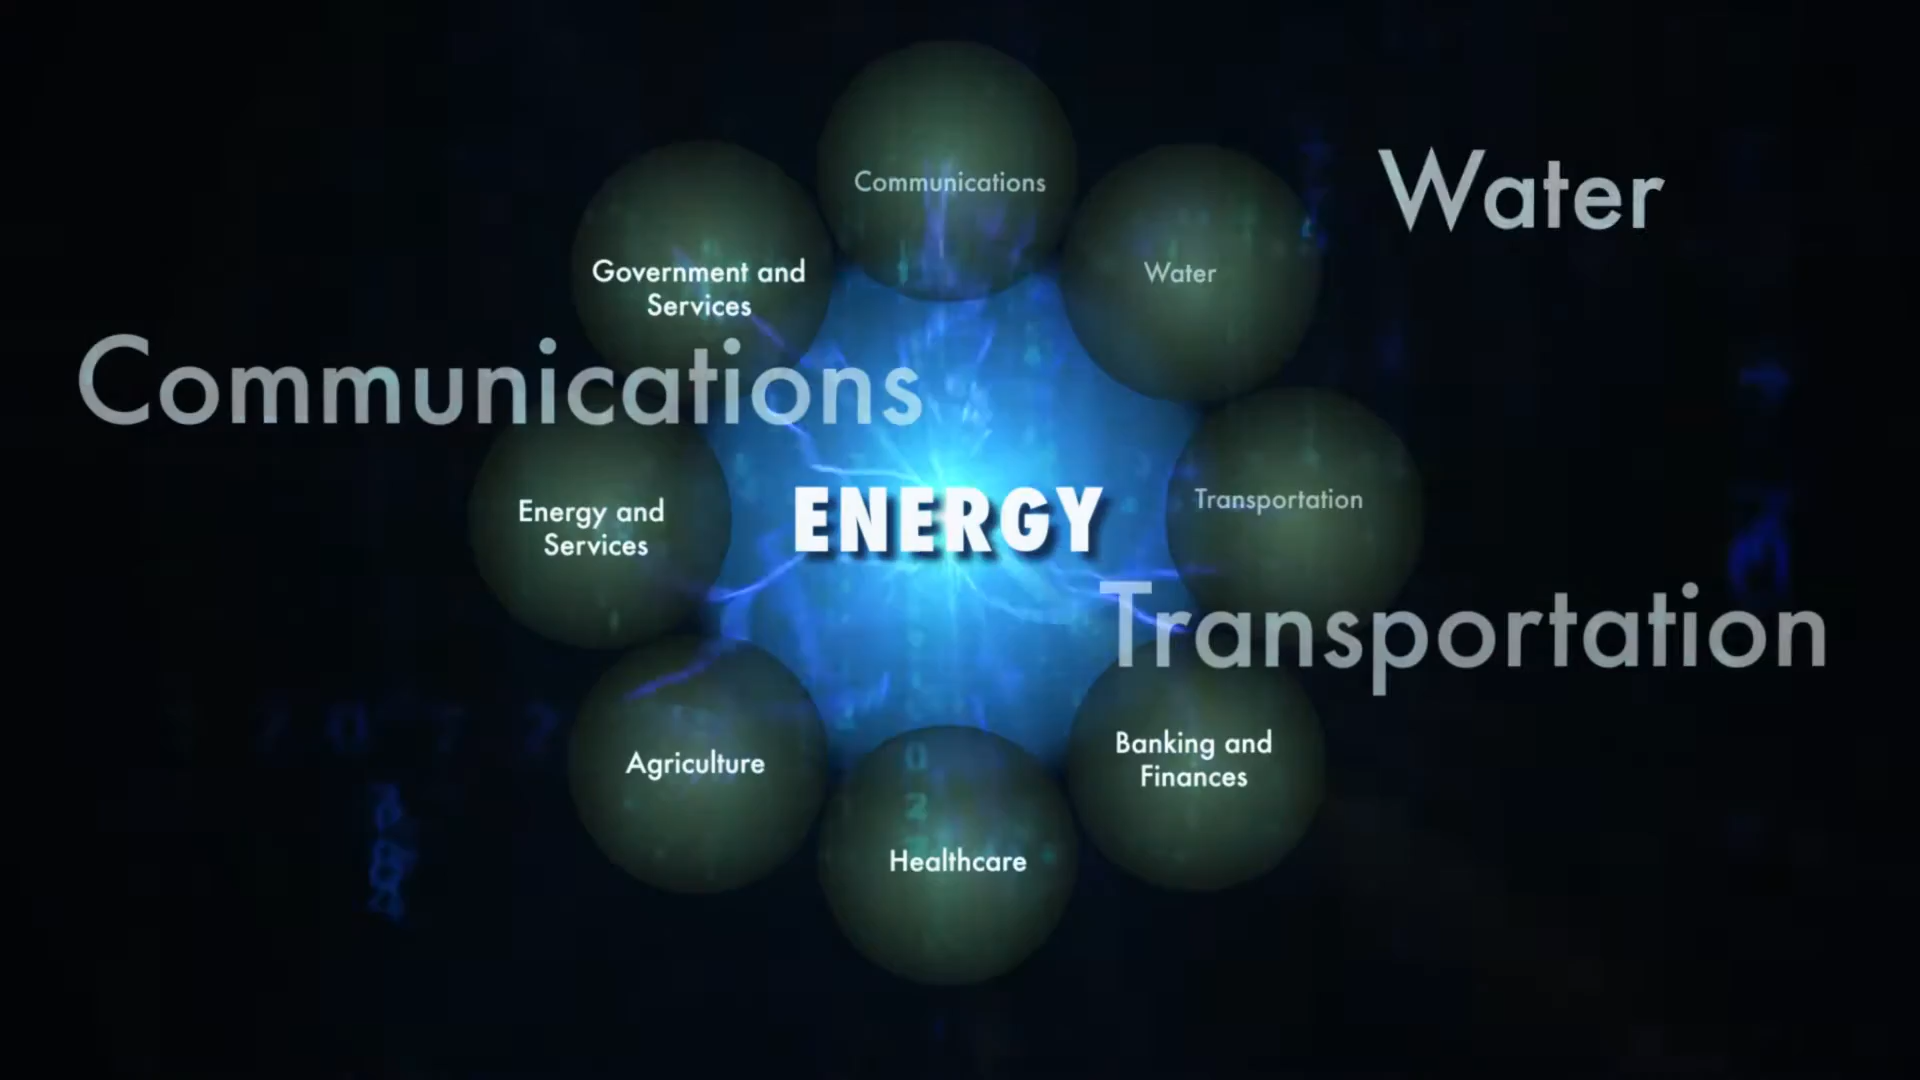 Communications
Water
Water
Government and
Services
Communications
Energy and
Services
ENERGY
Transportation
Transportation
Agriculture
Banking and
Finances
Healthcare